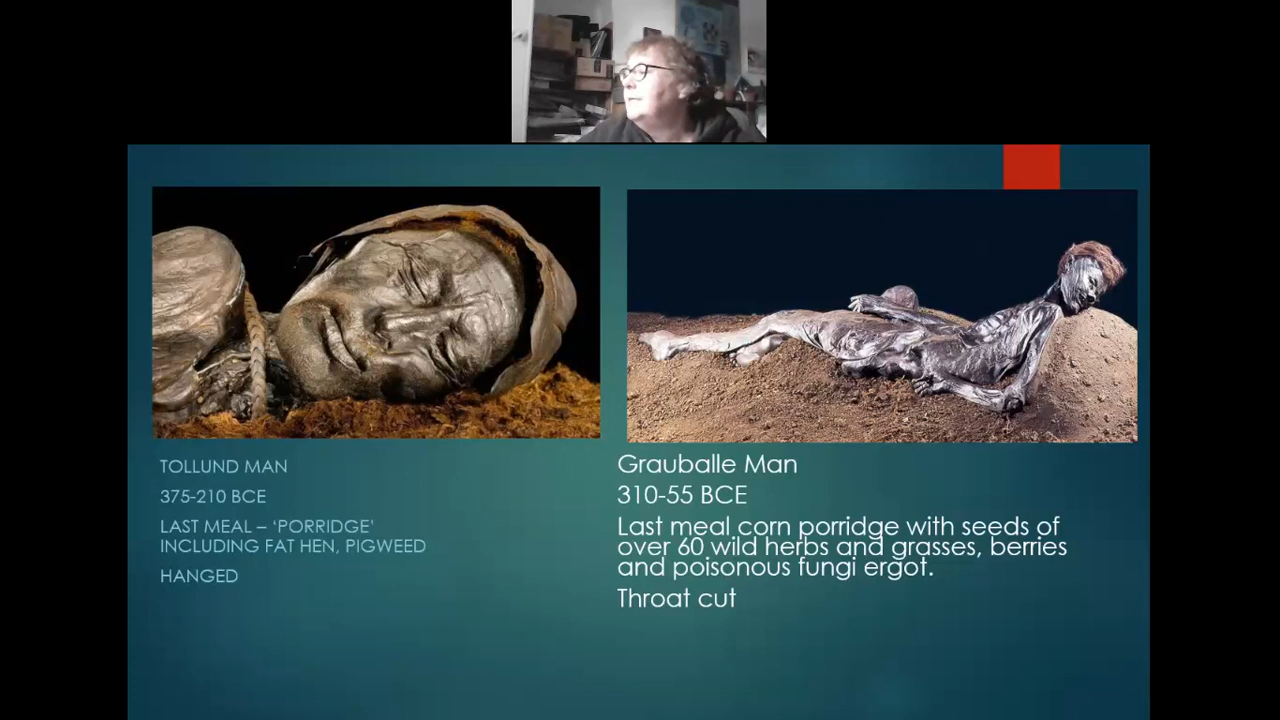 TOLLUND MAN
375-210 BCE
LAST MEAL – ‘PORRIDGE’
INCLUDING FAT HEN, PIGWEED
HANGED
Grauballe Man
310-55 BCE
Last meal corn porridge with seeds of
over 60 wild herbs and grasses, berries
and poisonous fungi ergot.
Throat cut